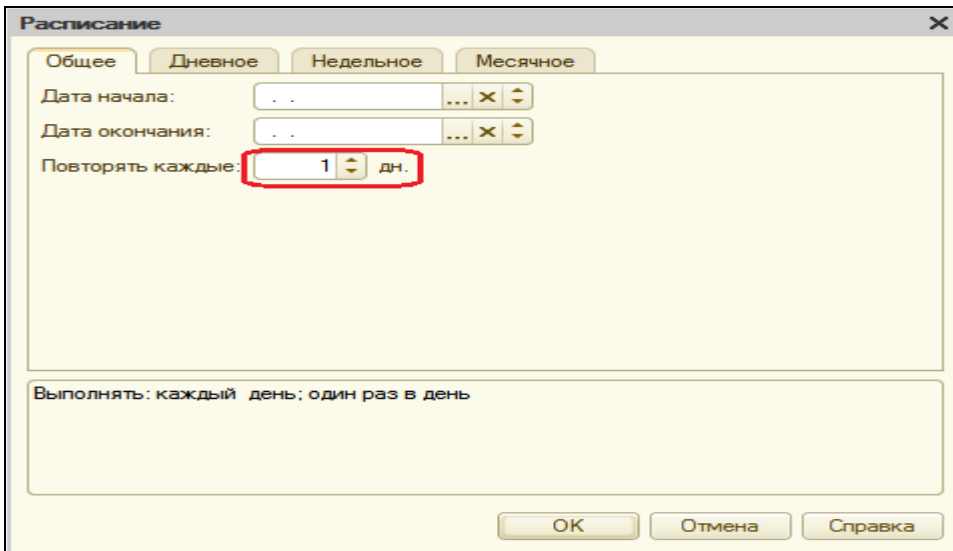 Расписание
Общее Дневное Недельное Месячное
Дата начала: . . ...
Дата окончания: . . ...
Повторять каждые: 1 дн.
Выполнять: каждый день; один раз в день
OK Отмена Справка